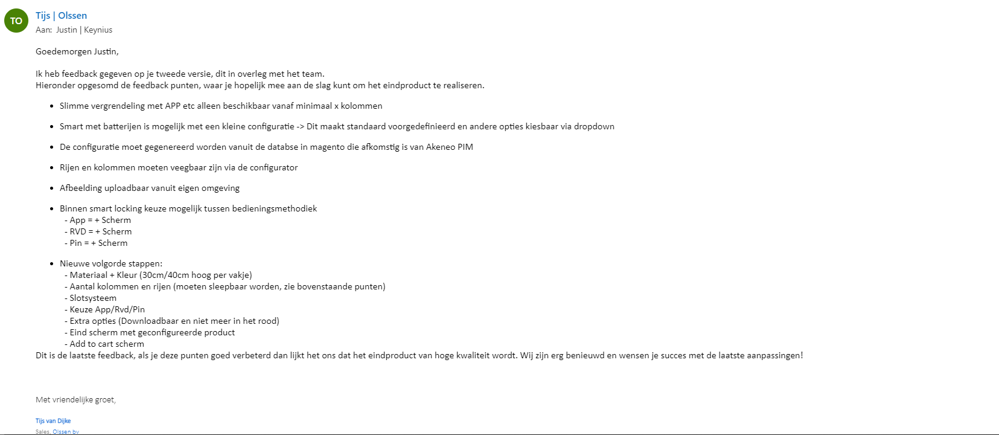 TO
Tijs | Olssen
Aan: Justin | Keynius
Goedemorgen Justin,
Ik heb feedback gegeven op je tweede versie, dit in overleg met het team.
Hieronder opgesomd de feedback punten, waar je hopelijk mee aan de slag kunt om het eindproduct te realiseren.
• Slimme vergrendeling met APP etc alleen beschikbaar vanaf minimaal x kolommen
• Smart met batterijen is mogelijk met een kleine configuratie -> Dit maakt standaard voorgedefinieerd en andere opties kiesbaar via dropdown
• De configuratie moet gegenereerd worden vanuit de databse in magento die afkomstig is van Akeneo PIM
• Rijen en kolommen moeten veegbaar zijn via de configurator
• Afbeelding uploadbaar vanuit eigen omgeving
• Binnen smart locking keuze mogelijk tussen bedieningsmethodiek
- App = + Scherm
- RVD = + Scherm
- Pin = + Scherm
• Nieuwe volgorde stappen:
- Materiaal + Kleur (30cm/40cm hoog per vakje)
- Aantal kolommen en rijen (moeten sleepbaar worden, zie bovenstaande punten)
- Slotsysteem
- Keuze App/Rvd/Pin
- Extra opties (Downloadbaar en niet meer in het rood)
- Eind scherm met geconfigureerde product
- Add to cart scherm
Dit is de laatste feedback, als je deze punten goed verbeterd dan lijkt het ons dat het eindproduct van hoge kwaliteit wordt. Wij zijn erg benieuwd en wensen je succes met de laatste aanpassingen!
Met vriendelijke groet,
Tijs van Dijke
Sales, Olssen bv